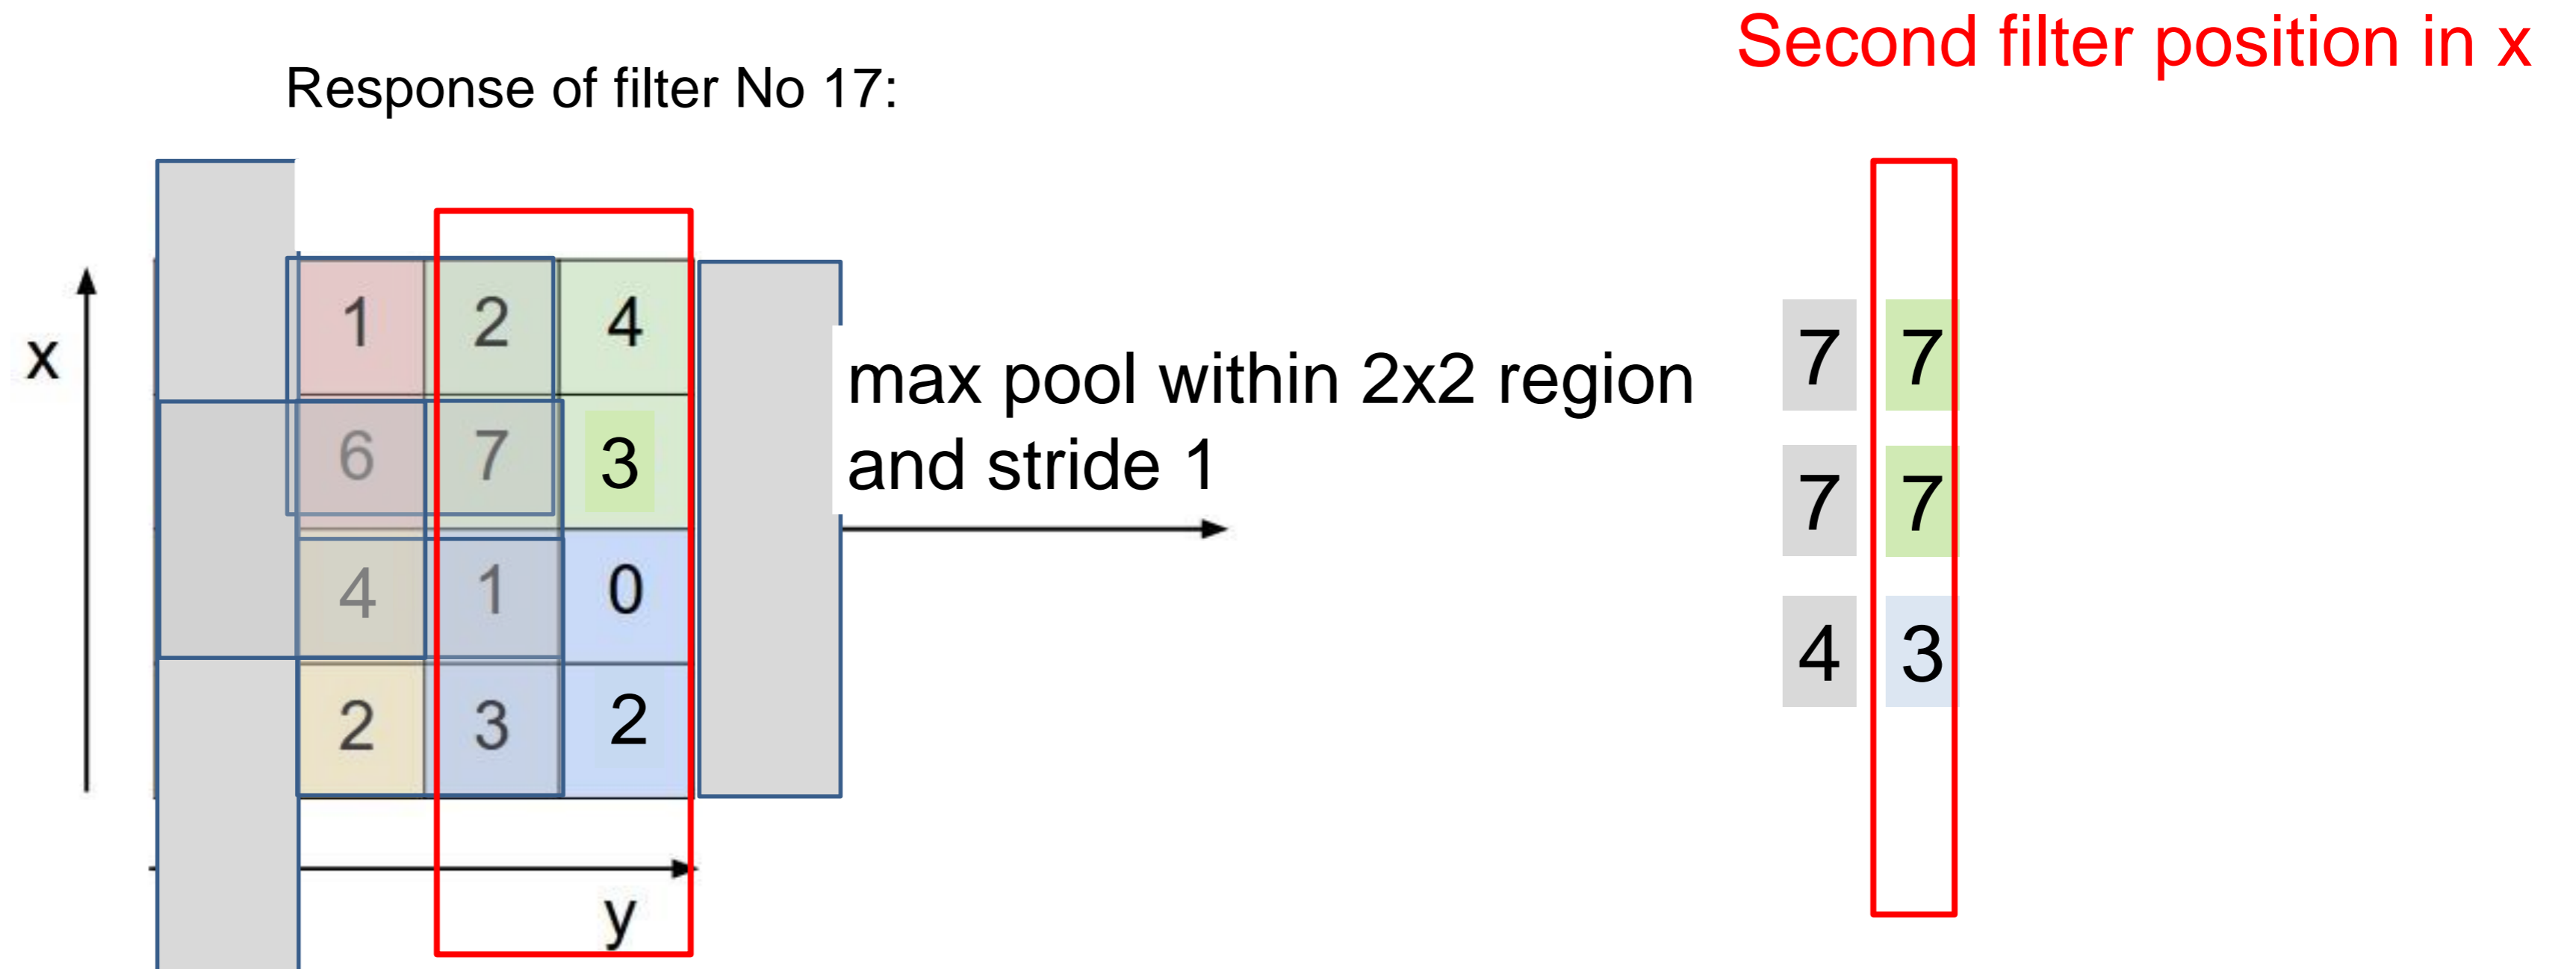 Second filter position in x
Response of filter No 17:
x
1 2 4
6 7 3
4 1 0
2 3 2
y
max pool within 2x2 region
and stride 1
7 7
7 7
4 3